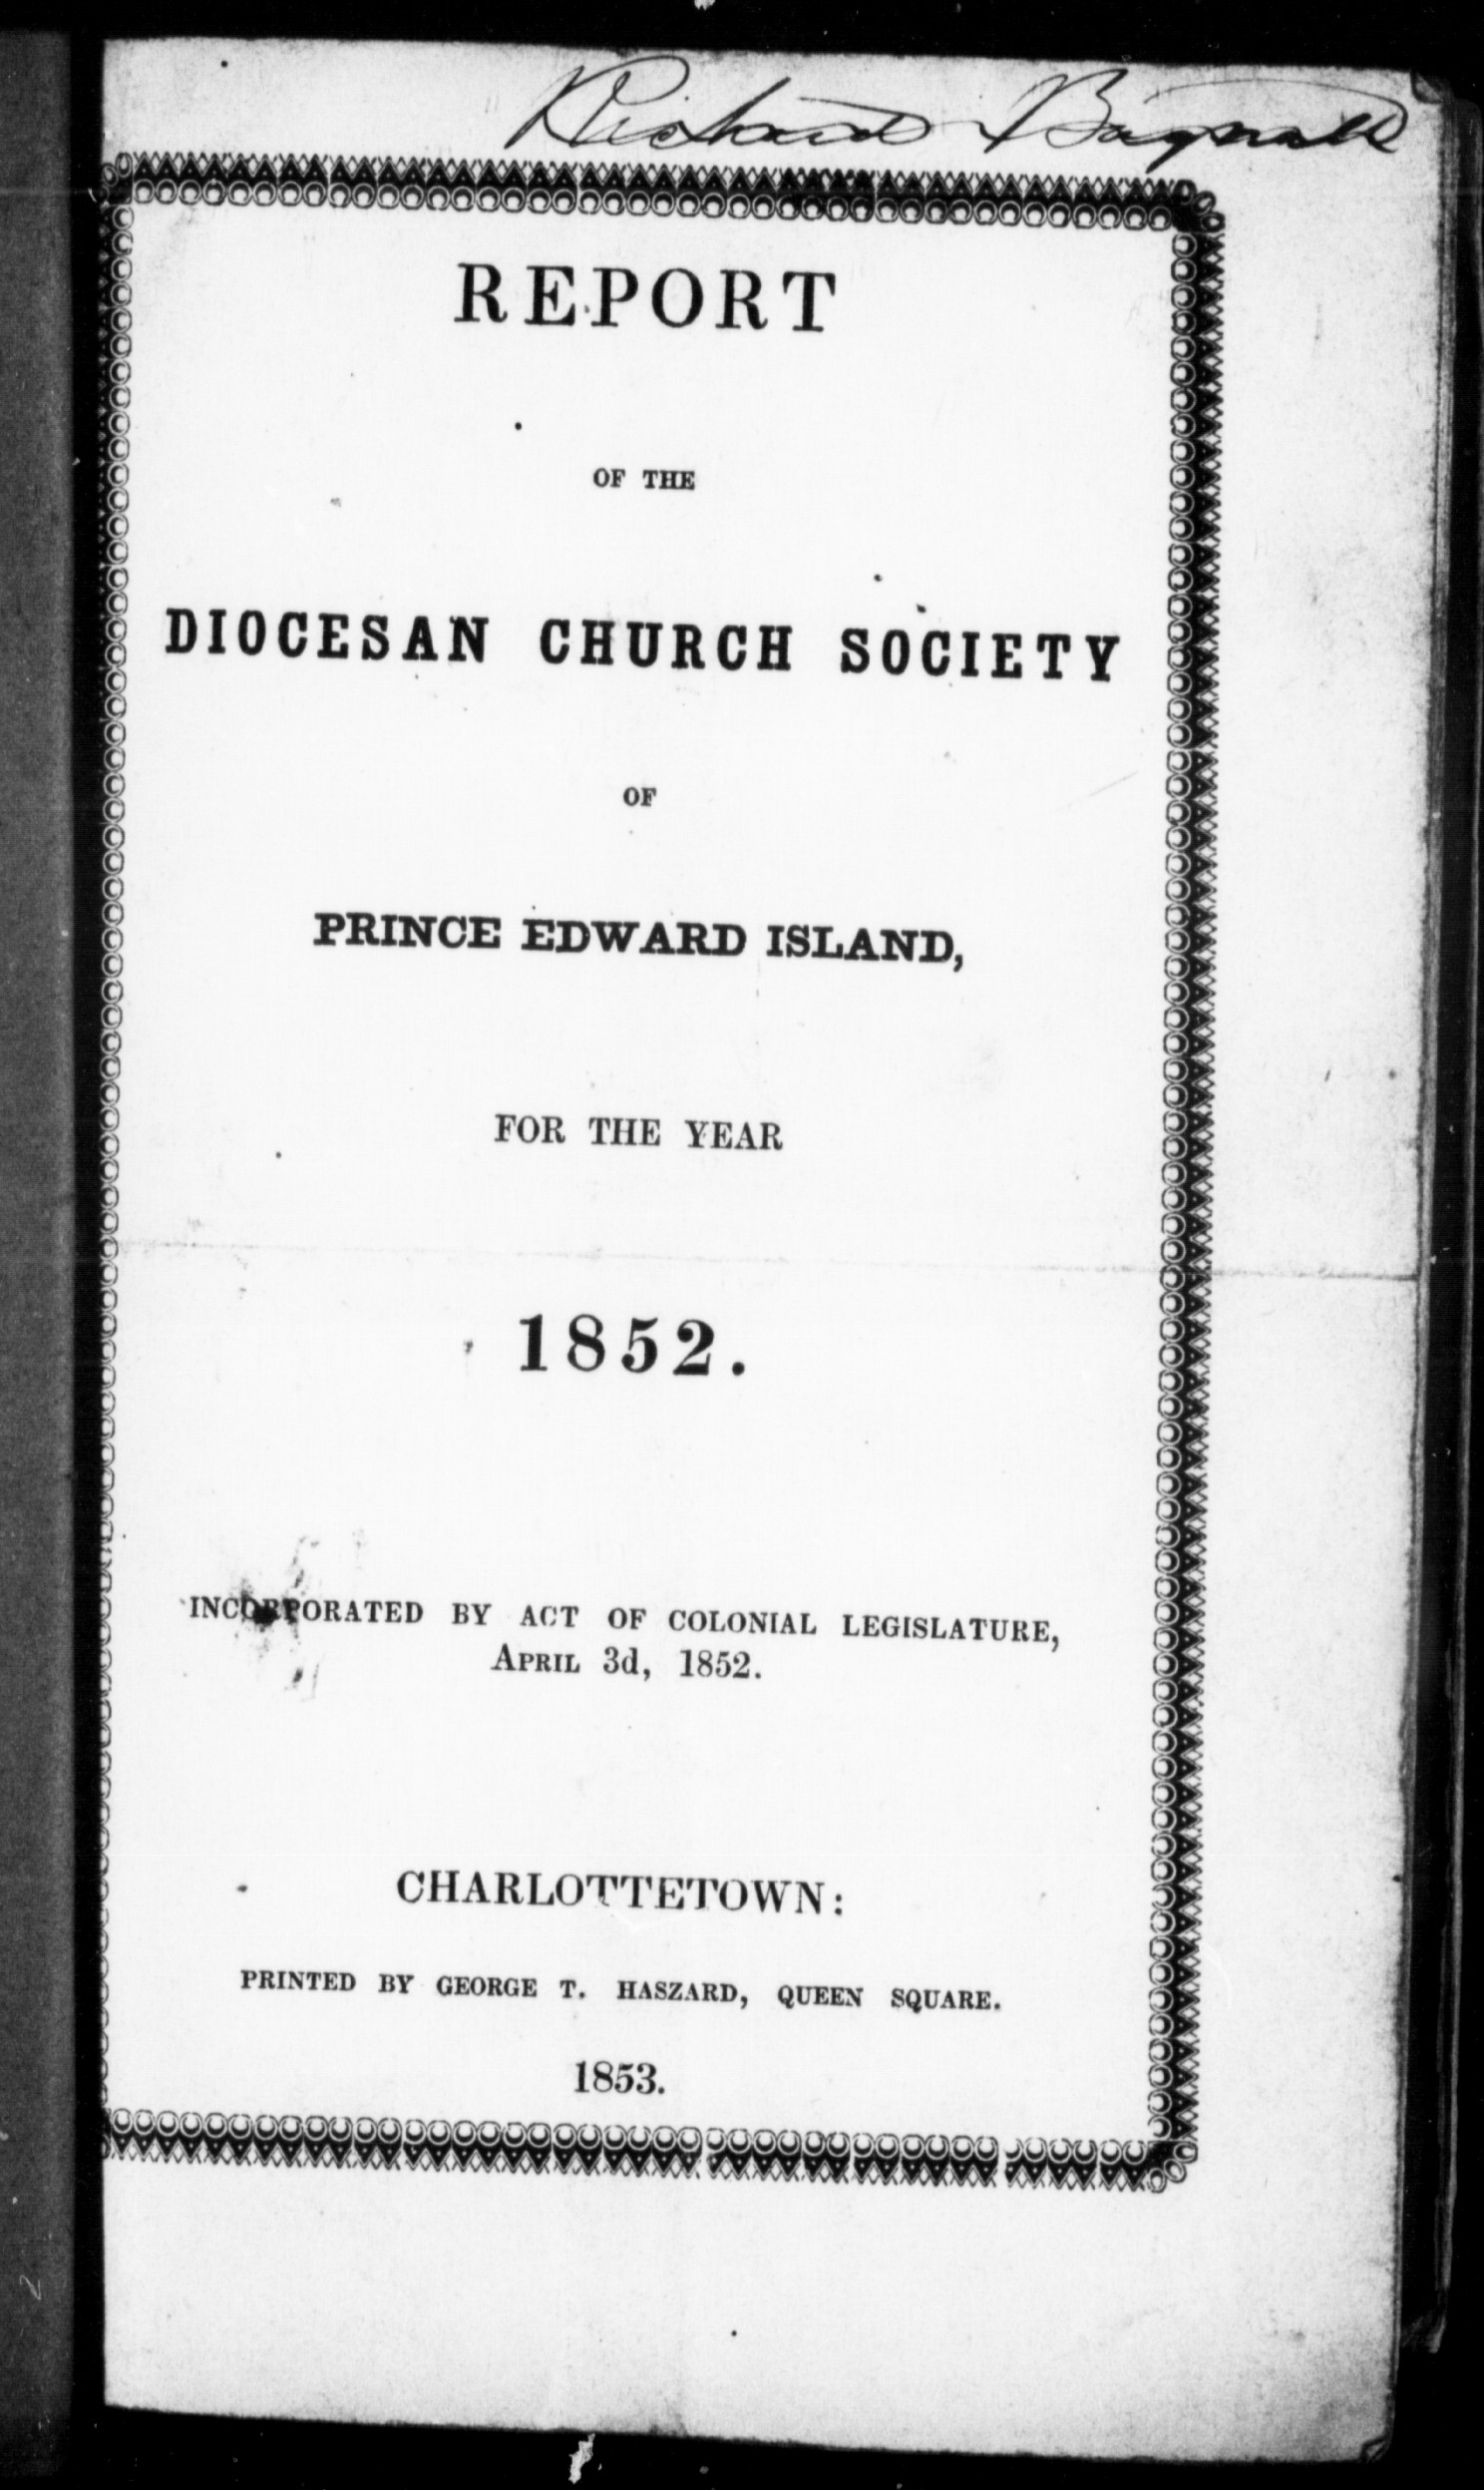 Richard Bagnall
REPORT
OF THE
DIOCESAN CHURCH SOCIETY
OF
PRINCE EDWARD ISLAND,
FOR THE YEAR
1852.
INCORPORATED BY ACT OF COLONIAL LEGISLATURE,
APRIL 3d, 1852.
CHARLOTTETOWN:
PRINTED BY GEORGE T. HASZARD, QUEEN SQUARE.
1853.